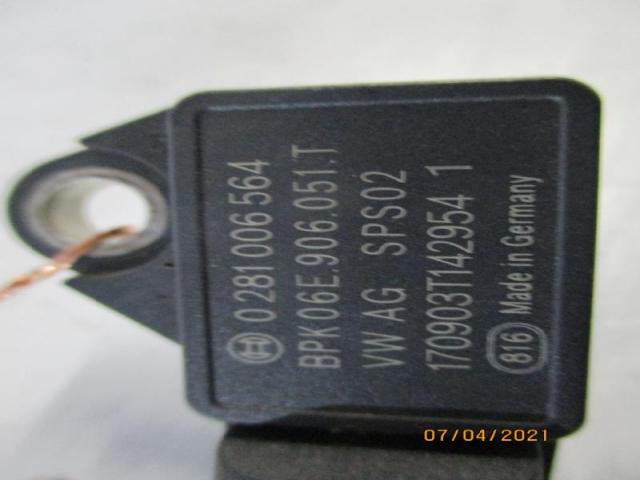 0 281 006 564
BPK 06E.906.051.T
VW AG SPS02
170903T142954 1
816 Made in Germany
07/04/2021